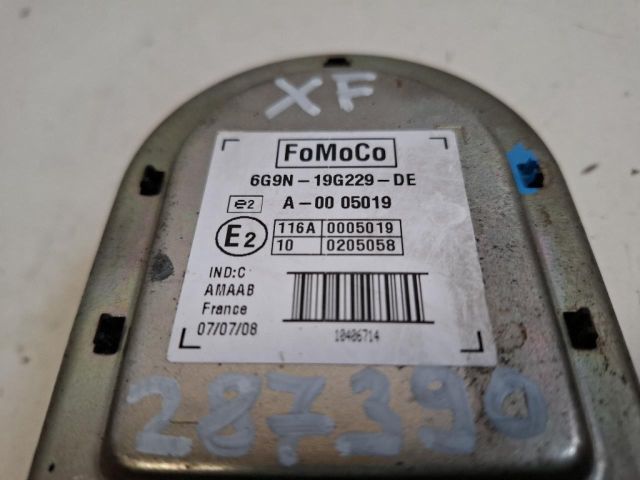 XF
FoMoCo
6G9N-19G229-DE
e2 A-00 05019
E2 116A 0005019
10 0205058
IND:C
AMAAB
France
07/07/08
10406714
287390